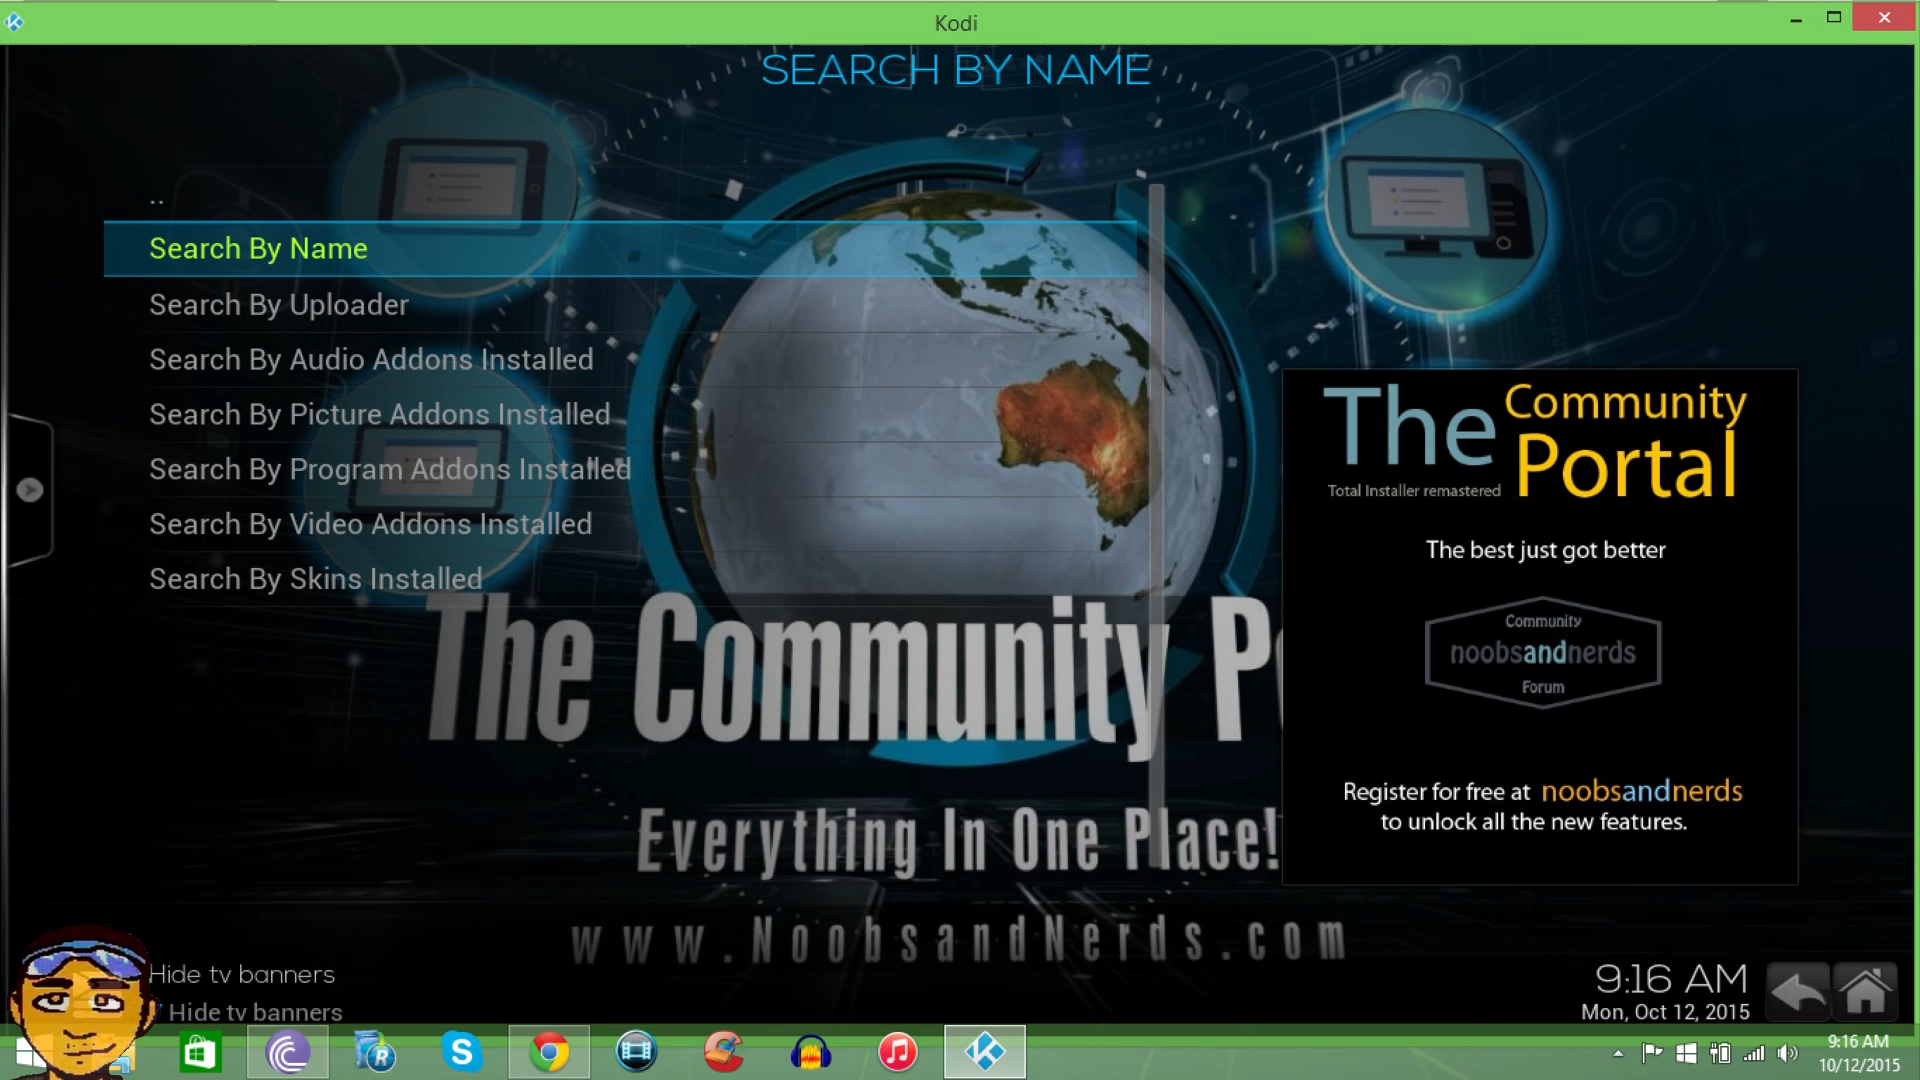 Kodi
SEARCH BY NAME
..
Search By Name
Search By Uploader
Search By Audio Addons Installed
Search By Picture Addons Installed
Search By Program Addons Installed
Search By Video Addons Installed
Search By Skins Installed
The Community P
Everything In One Place!
www.NoobsandNerds.com
The Community
Portal
Total Installer remastered
The best just got better
Community
noobsandnerds
Forum
Register for free at noobsandnerds
to unlock all the new features.
Hide tv banners
Hide tv banners
9:16 AM
Mon, Oct 12, 2015
9:16 AM
10/12/2015